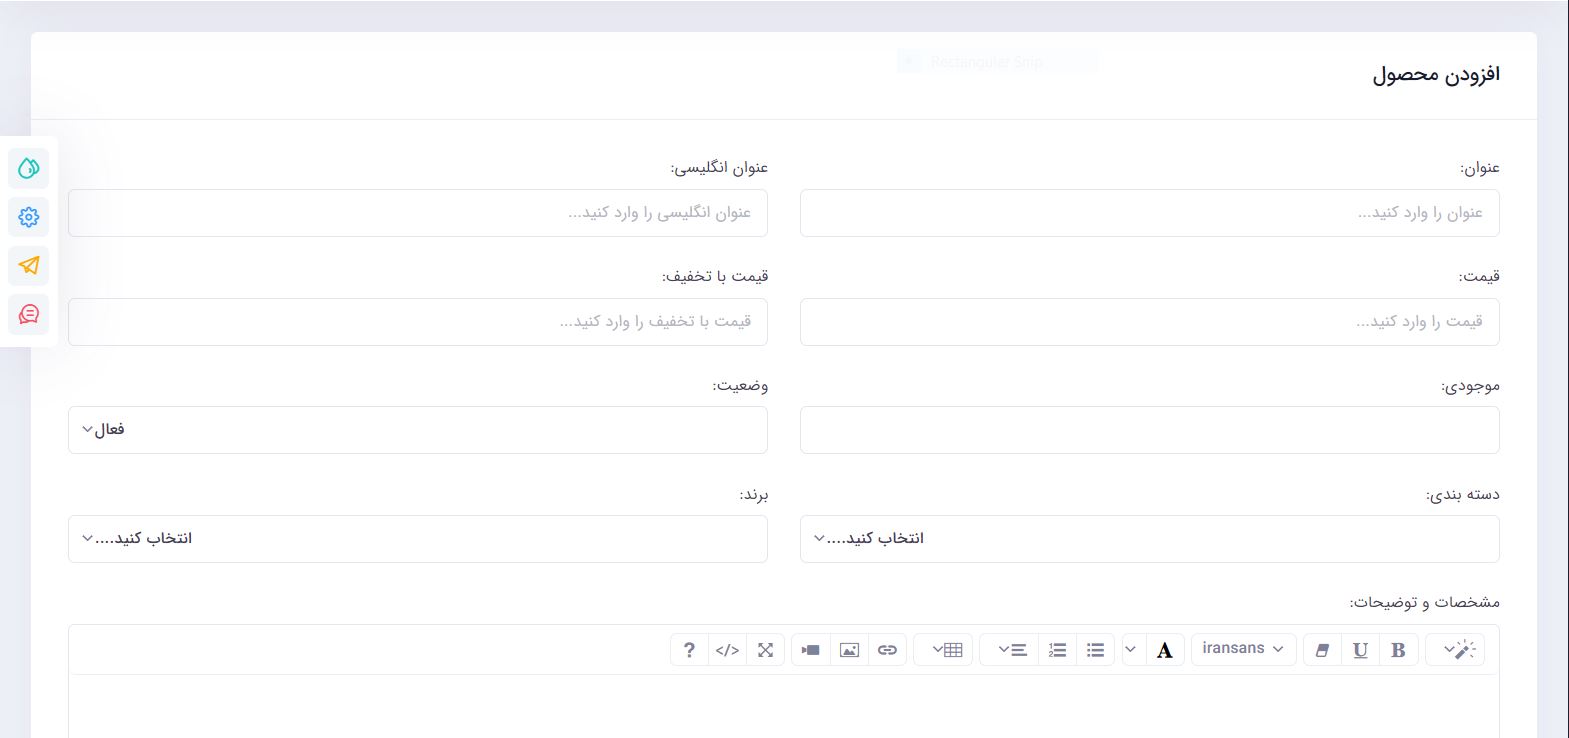 Rectangular Snip
افزودن محصول
عنوان:
عنوان انگلیسی:
عنوان را وارد کنید...
عنوان انگلیسی را وارد کنید...
قیمت:
قیمت با تخفیف:
قیمت را وارد کنید...
قیمت با تخفیف را وارد کنید...
موجودی:
وضعیت:
فعال
دسته بندی:
برند:
انتخاب کنید....
انتخاب کنید....
مشخصات و توضیحات:
B U iransans A </> ?